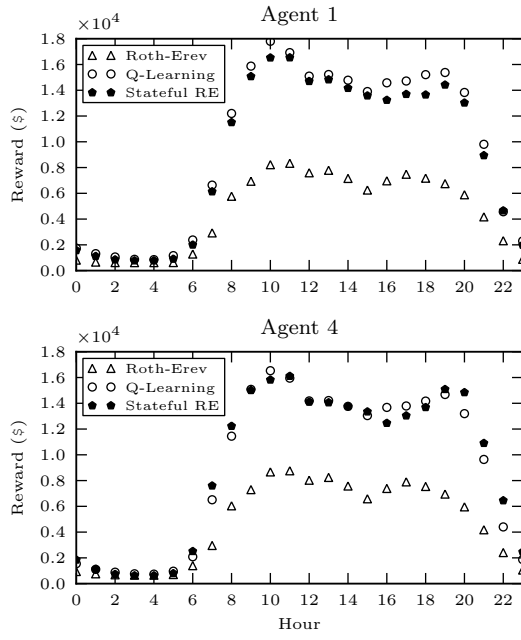 Agent 1
×10⁴
1.8
1.6
1.4
1.2
1.0
0.8
0.6
0.4
0.2
0.0
Reward ($)
Roth-Erev
Q-Learning
Stateful RE
0 2 4 6 8 10 12 14 16 18 20 22
Agent 4
×10⁴
1.8
1.6
1.4
1.2
1.0
0.8
0.6
0.4
0.2
0.0
Reward ($)
Roth-Erev
Q-Learning
Stateful RE
0 2 4 6 8 10 12 14 16 18 20 22
Hour